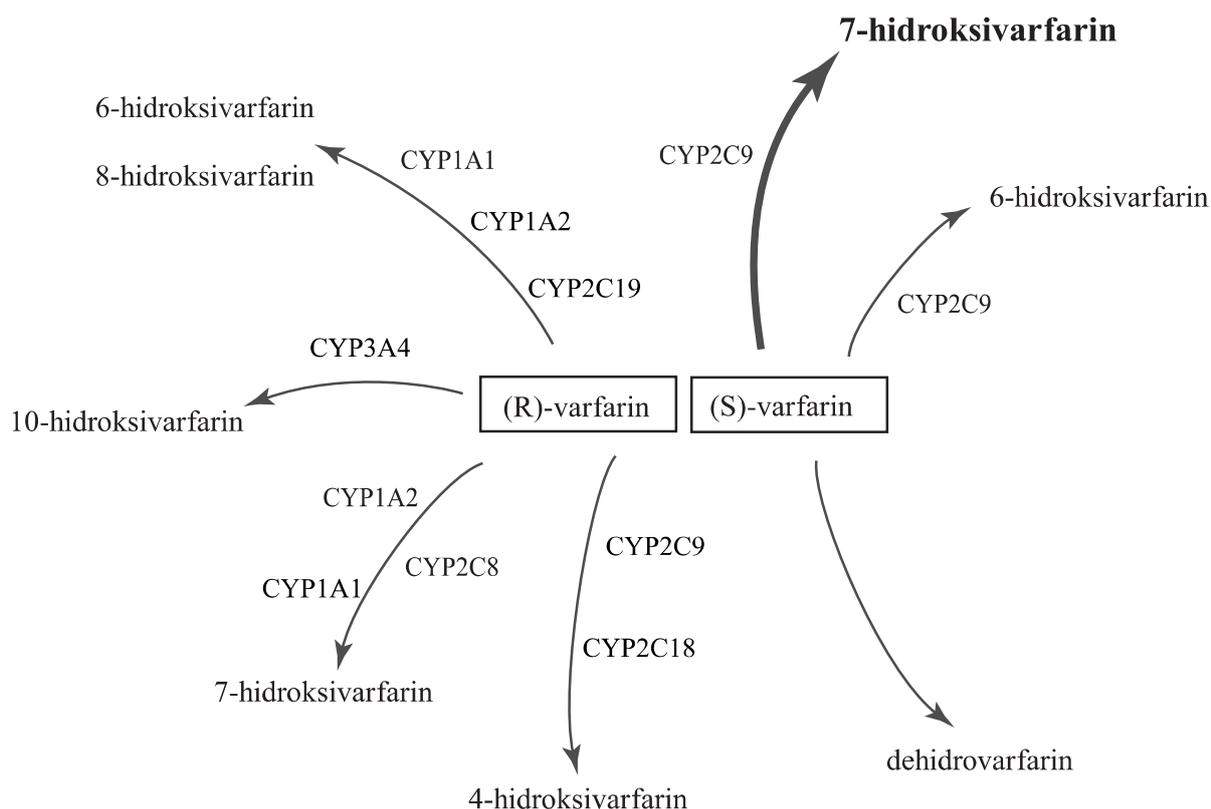 7-hidroksivarfarin
6-hidroksivarfarin
8-hidroksivarfarin
CYP1A1
CYP1A2
CYP2C19
CYP2C9
6-hidroksivarfarin
CYP2C9
CYP3A4
10-hidroksivarfarin
(R)-varfarin
(S)-varfarin
CYP1A2
CYP2C8
CYP1A1
7-hidroksivarfarin
CYP2C9
CYP2C18
4-hidroksivarfarin
dehidrovarfarin